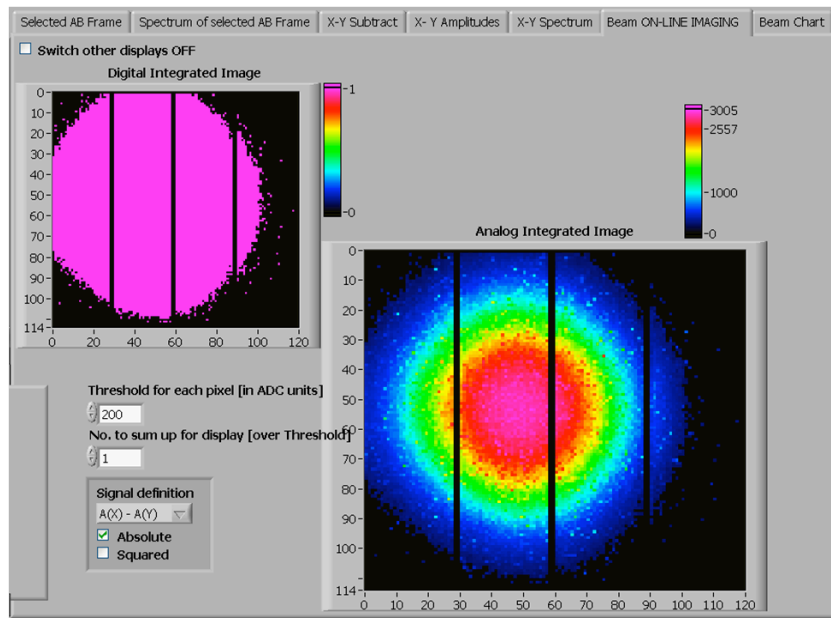 Selected AB Frame Spectrum of selected AB Frame X-Y Subtract X- Y Amplitudes X-Y Spectrum Beam ON-LINE IMAGING Beam Chart
Switch other displays OFF
Digital Integrated Image
1
0
0
10
20
30
40
50
60
70
80
90
100
114
0 20 40 60 80 100 120
3005
2557
1000
0
Analog Integrated Image
0
10
20
30
40
50
60
70
80
90
100
114
0 10 20 30 40 50 60 70 80 90 100 110 120
Threshold for each pixel [in ADC units]
200
No. to sum up for display [over Threshold]
1
Signal definition
A(X) - A(Y)
Absolute
Squared